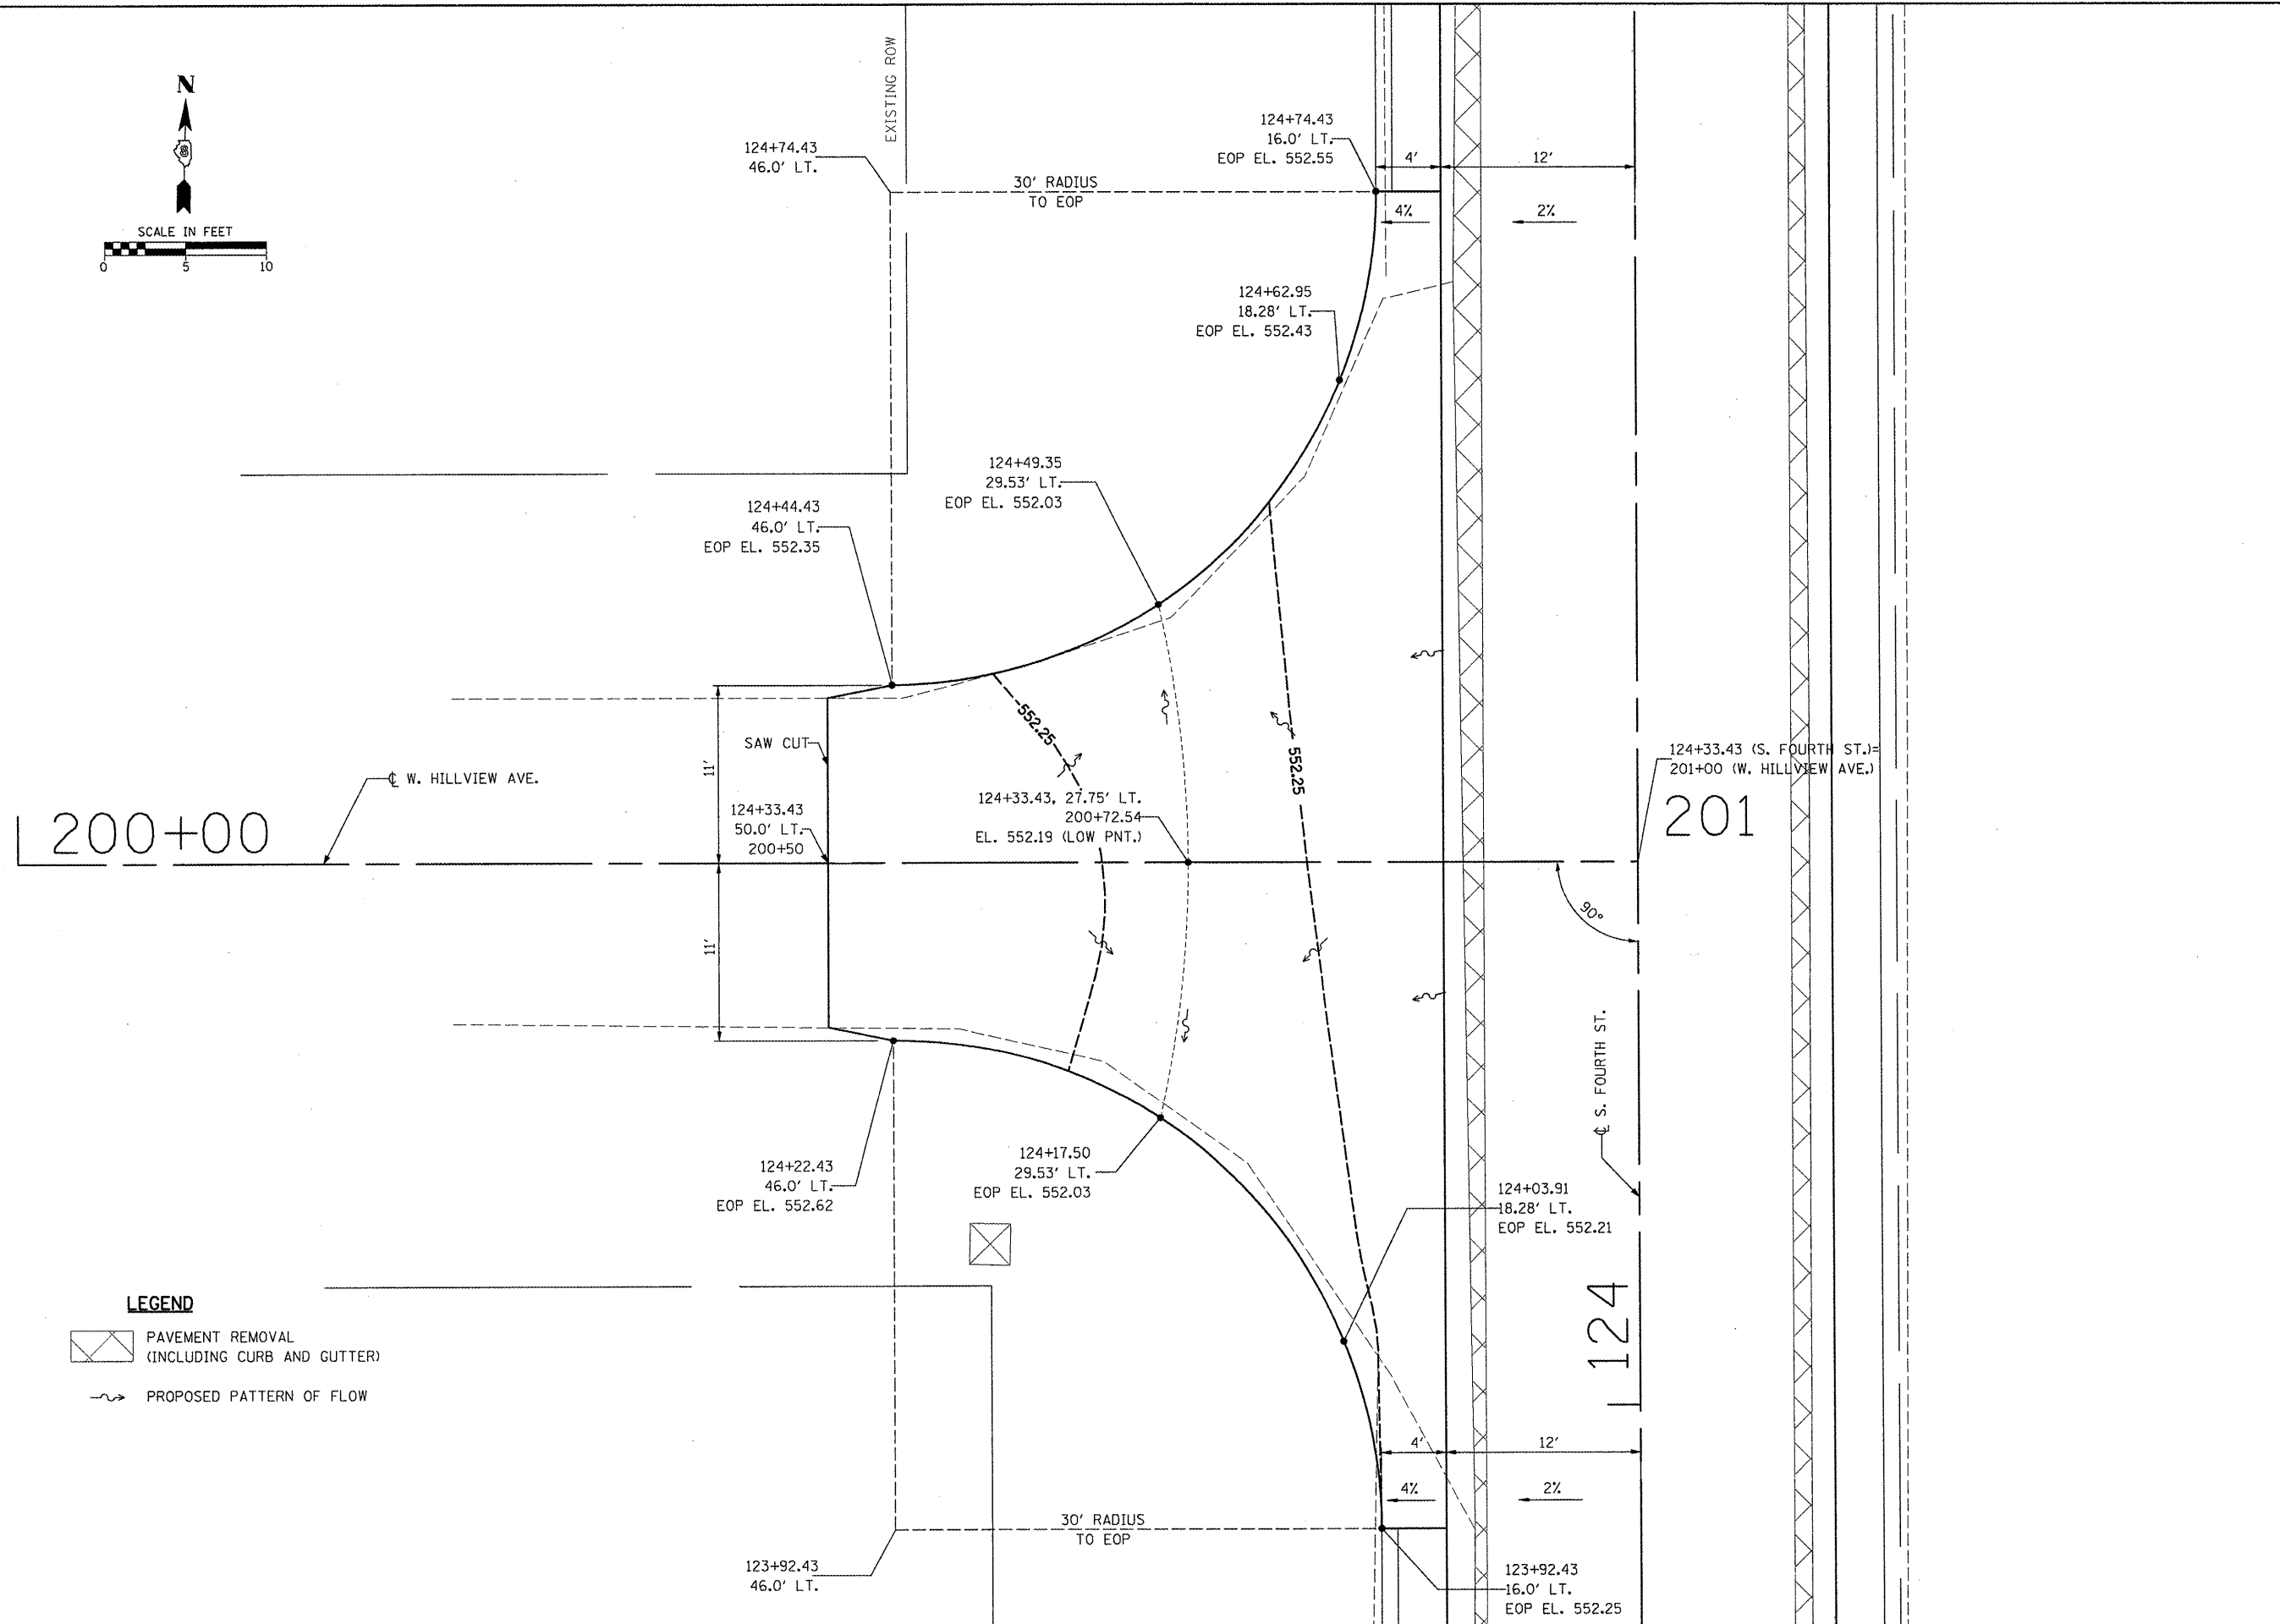 N
8
SCALE IN FEET
0 5 10
EXISTING ROW
124+74.43
46.0' LT.
30' RADIUS
TO EOP
124+74.43
16.0' LT.
EOP EL. 552.55
4'
12'
4%
2%
124+62.95
18.28' LT.
EOP EL. 552.43
124+49.35
29.53' LT.
EOP EL. 552.03
124+44.43
46.0' LT.
EOP EL. 552.35
552.25
552.25
SAW CUT
11'
11'
℄ W. HILLVIEW AVE.
200+00
124+33.43
50.0' LT.
200+50
124+33.43, 27.75' LT.
200+72.54
EL. 552.19 (LOW PNT.)
124+33.43 (S. FOURTH ST.)=
201+00 (W. HILLVIEW AVE.)
201
90°
℄ S. FOURTH ST.
124
124+22.43
46.0' LT.
EOP EL. 552.62
124+17.50
29.53' LT.
EOP EL. 552.03
124+03.91
18.28' LT.
EOP EL. 552.21
LEGEND
PAVEMENT REMOVAL
(INCLUDING CURB AND GUTTER)
PROPOSED PATTERN OF FLOW
4'
12'
4%
2%
30' RADIUS
TO EOP
123+92.43
46.0' LT.
123+92.43
16.0' LT.
EOP EL. 552.25